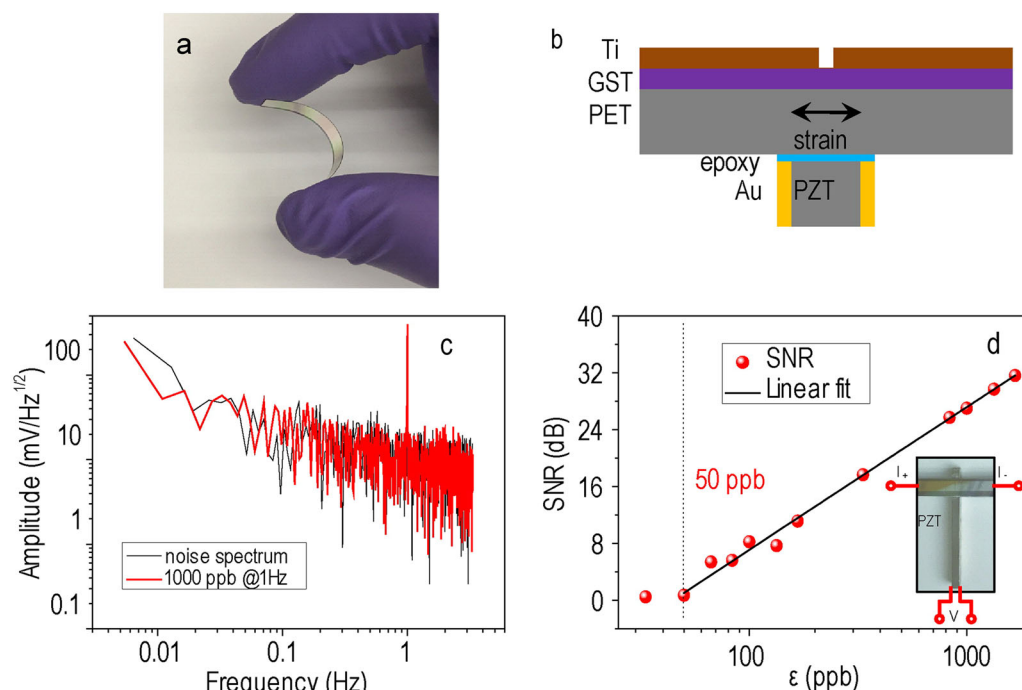 a
b
Ti
GST
PET
strain
epoxy
Au
PZT
c
Amplitude (mV/Hz^1/2)
100
10
1
0.1
noise spectrum
1000 ppb @1Hz
0.01
0.1
1
Frequency (Hz)
d
SNR (dB)
40
32
24
16
8
0
SNR
Linear fit
50 ppb
I+
I-
PZT
V
100
1000
ε (ppb)